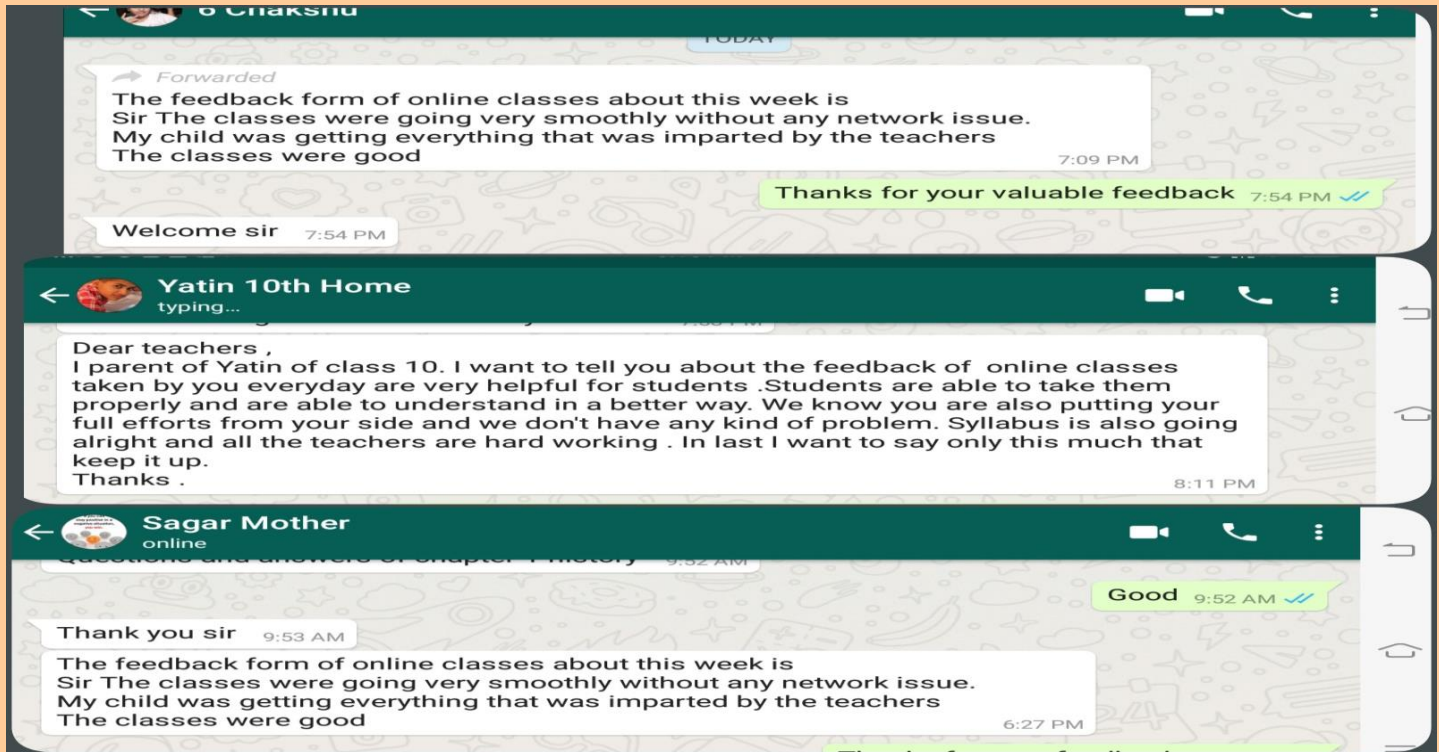 6 Chakshu
TODAY
Forwarded
The feedback form of online classes about this week is
Sir The classes were going very smoothly without any network issue.
My child was getting everything that was imparted by the teachers
The classes were good
7:09 PM
Thanks for your valuable feedback 7:54 PM
Welcome sir 7:54 PM
Yatin 10th Home
typing...
Dear teachers ,
I parent of Yatin of class 10. I want to tell you about the feedback of online classes
taken by you everyday are very helpful for students .Students are able to take them
properly and are able to understand in a better way. We know you are also putting your
full efforts from your side and we don't have any kind of problem. Syllabus is also going
alright and all the teachers are hard working . In last I want to say only this much that
keep it up.
Thanks .
8:11 PM
Sagar Mother
online
Questions and answers of chapter 1 history 9:52 AM
Good 9:52 AM
Thank you sir 9:53 AM
The feedback form of online classes about this week is
Sir The classes were going very smoothly without any network issue.
My child was getting everything that was imparted by the teachers
The classes were good
6:27 PM